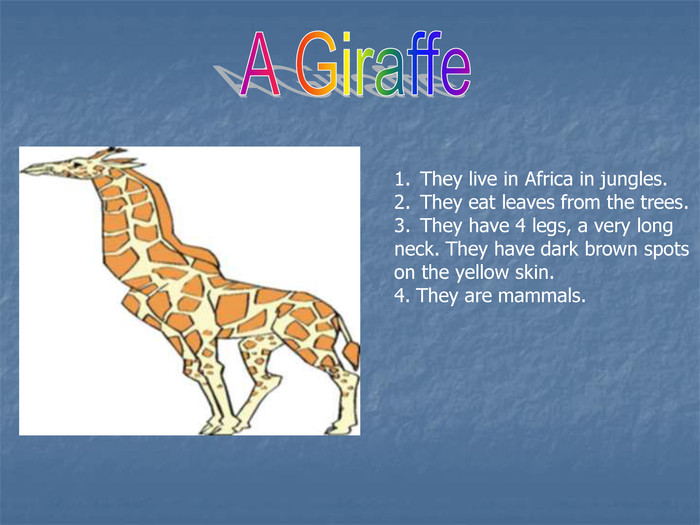 A Giraffe
1. They live in Africa in jungles.
2. They eat leaves from the trees.
3. They have 4 legs, a very long
neck. They have dark brown spots
on the yellow skin.
4. They are mammals.